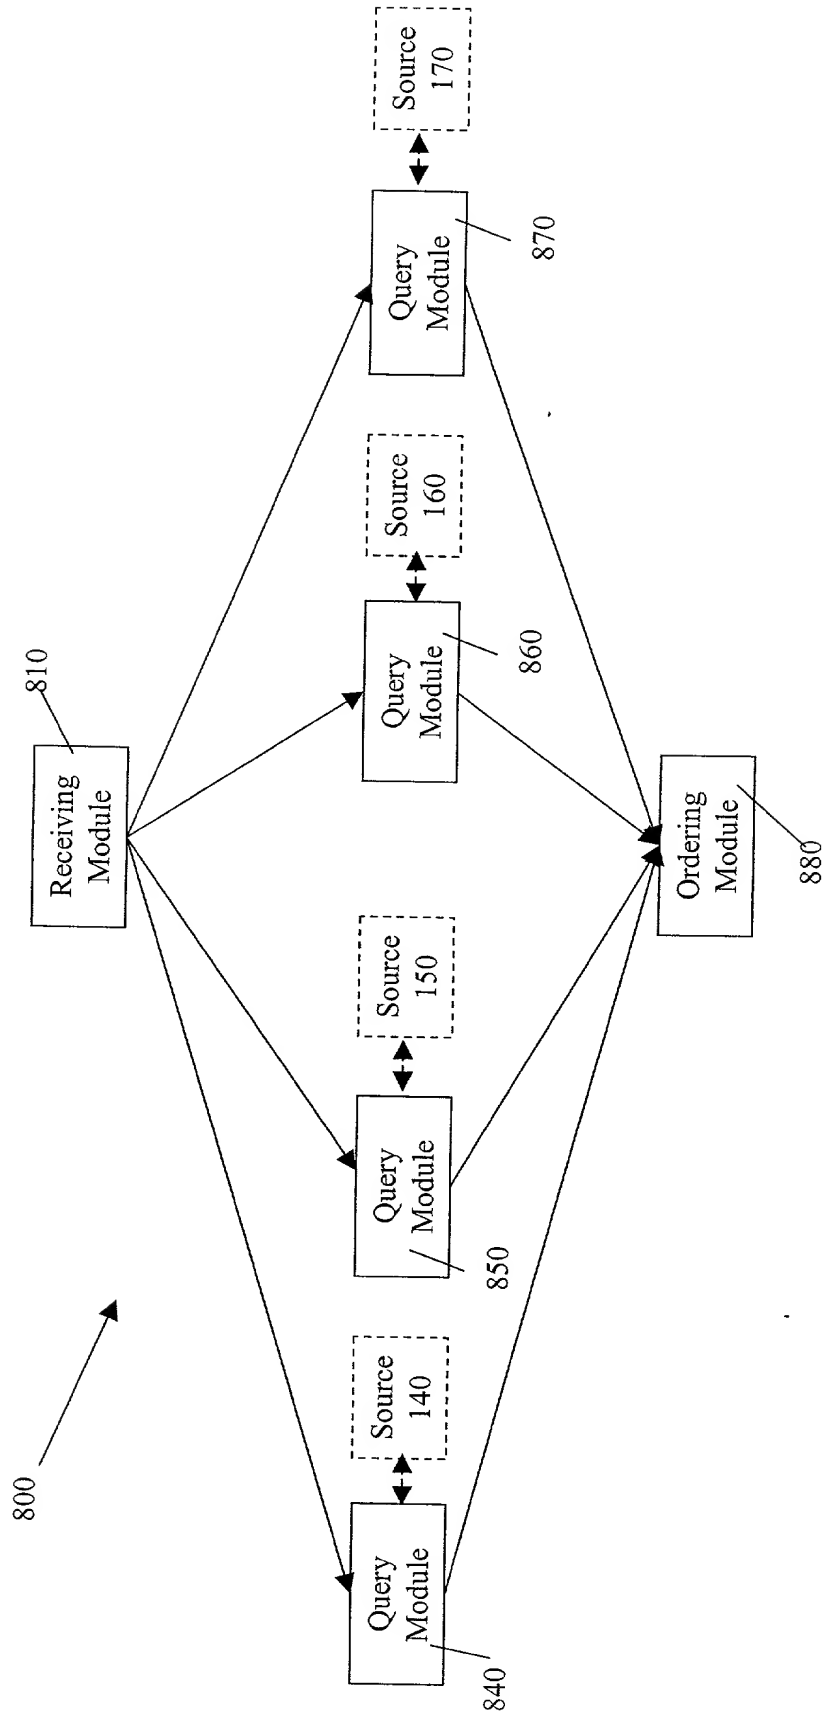 800
810
Receiving
Module
Query
Module
840
Source
140
Query
Module
850
Source
150
Query
Module
860
Source
160
Query
Module
870
Source
170
Ordering
Module
880